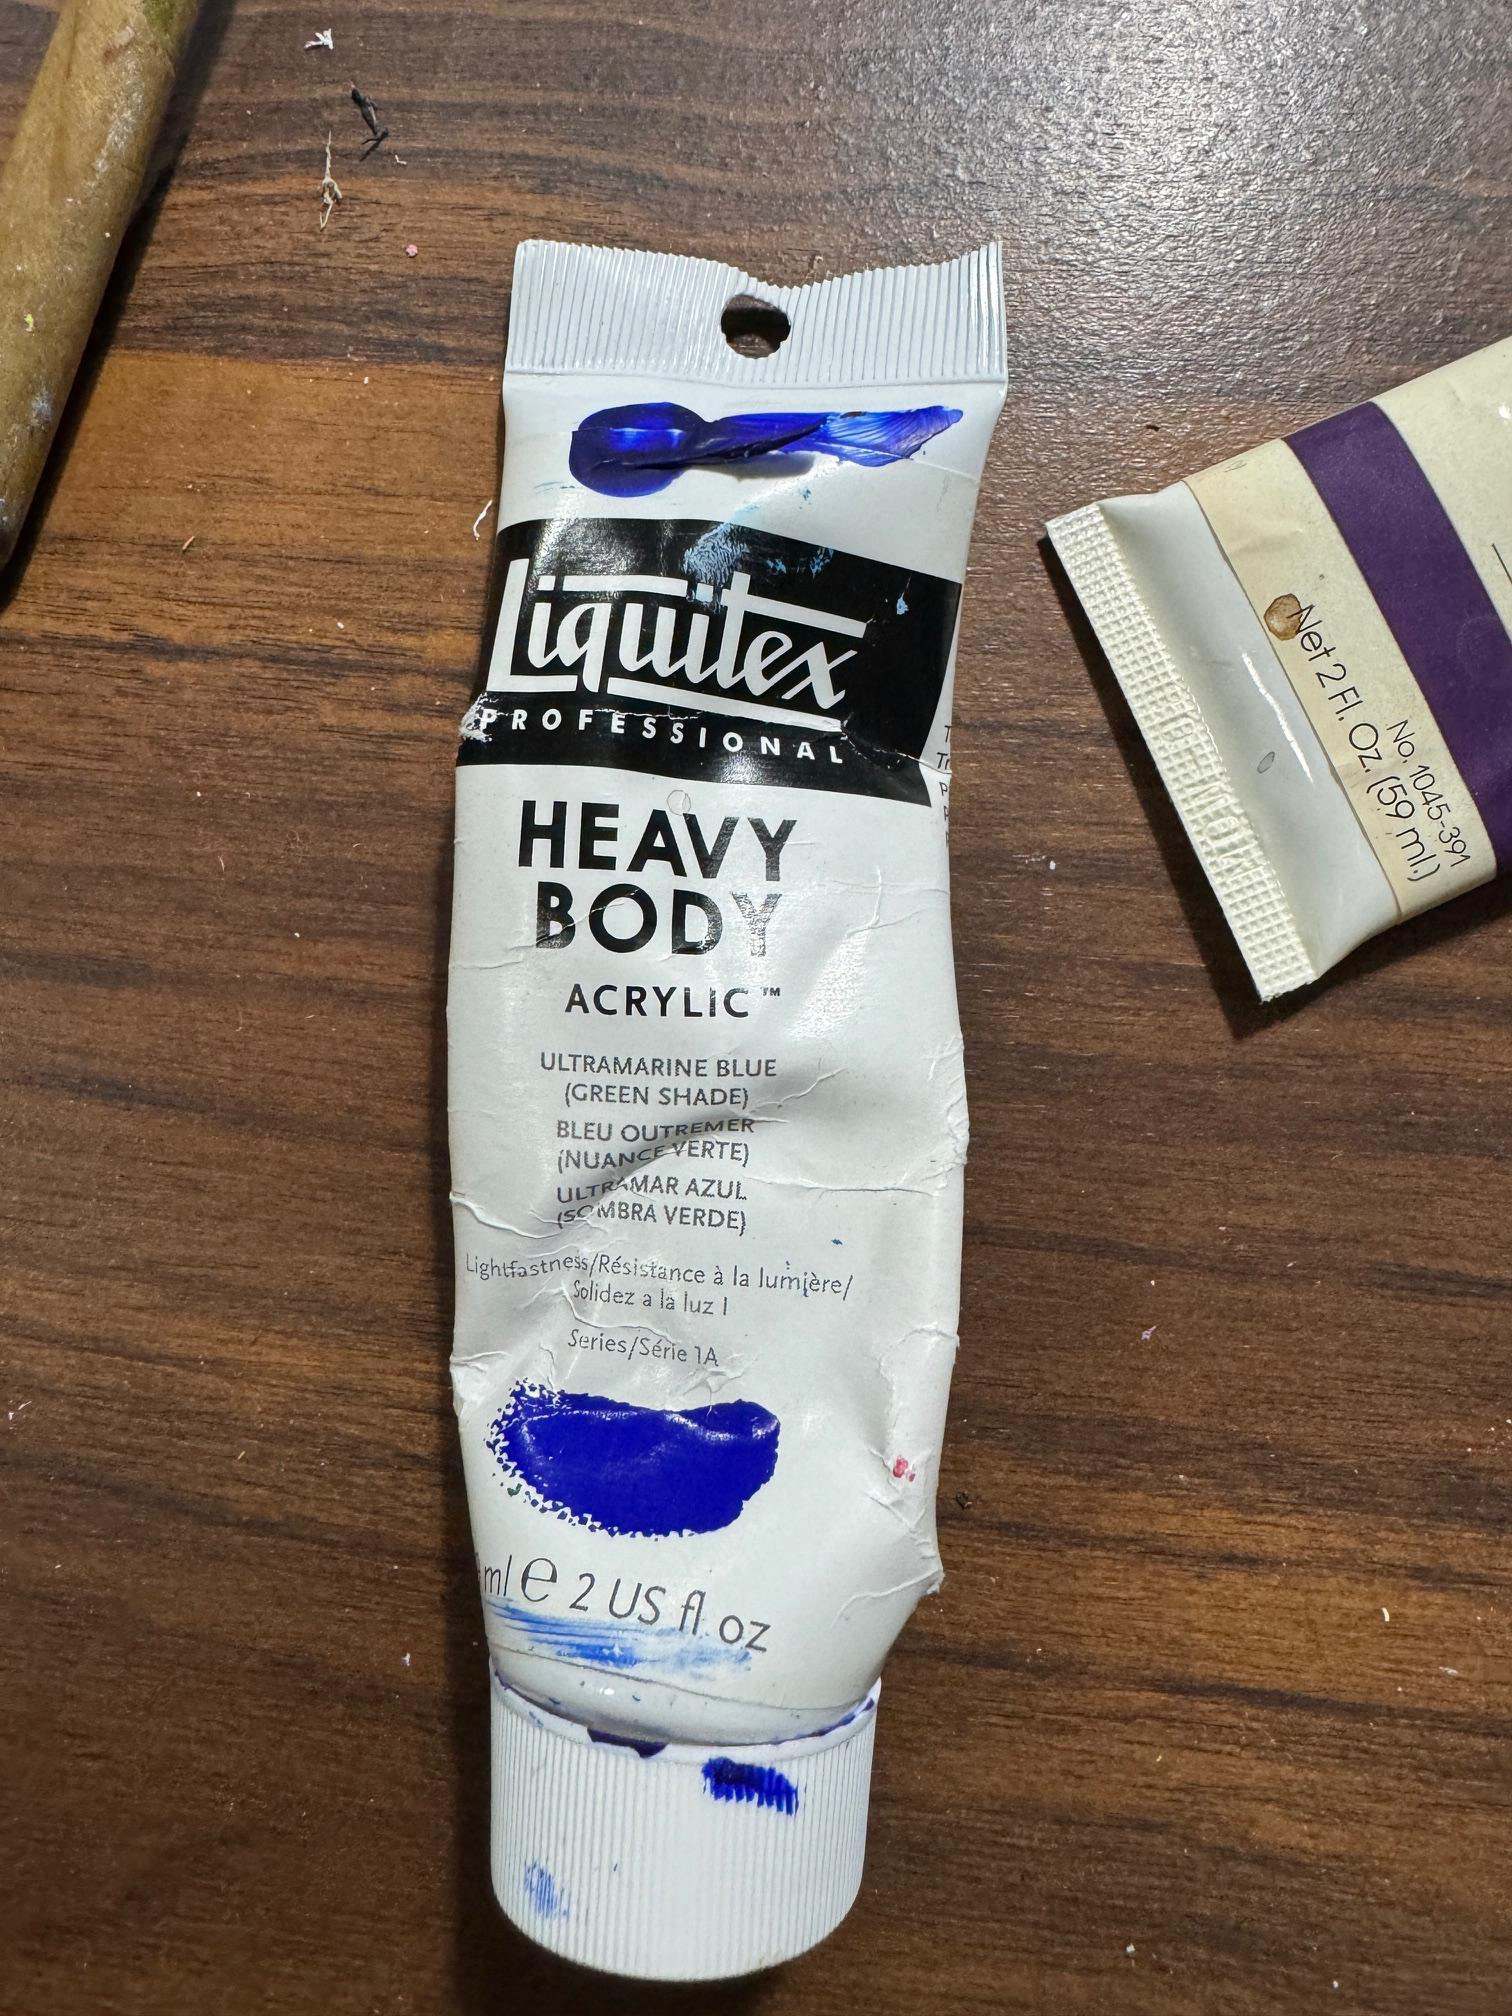 Liquitex
PROFESSIONAL
HEAVY
BODY
ACRYLIC™
ULTRAMARINE BLUE
(GREEN SHADE)
BLEU OUTREMER
(NUANCE VERTE)
ULTRAMAR AZUL
(SOMBRA VERDE)
Lightfastness/Résistance à la lumière/
Solidez a la luz I
Series/Série 1A
ml e 2 US fl oz
No. 1045-391
Net 2 Fl. Oz. (59 ml.)